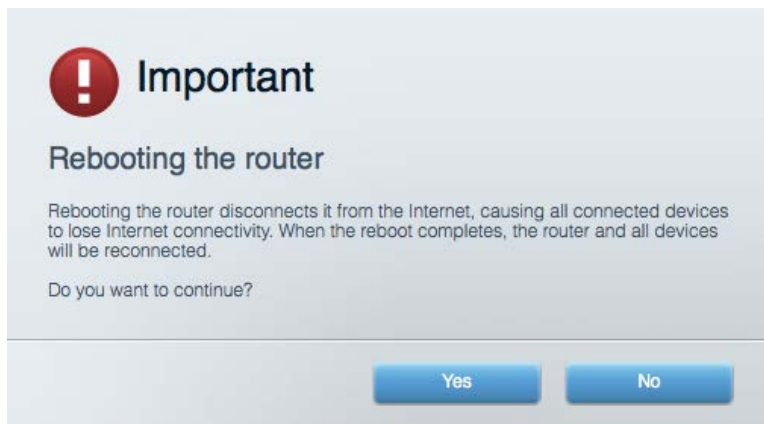 Important
Rebooting the router
Rebooting the router disconnects it from the Internet, causing all connected devices
to lose Internet connectivity. When the reboot completes, the router and all devices
will be reconnected.
Do you want to continue?
Yes
No